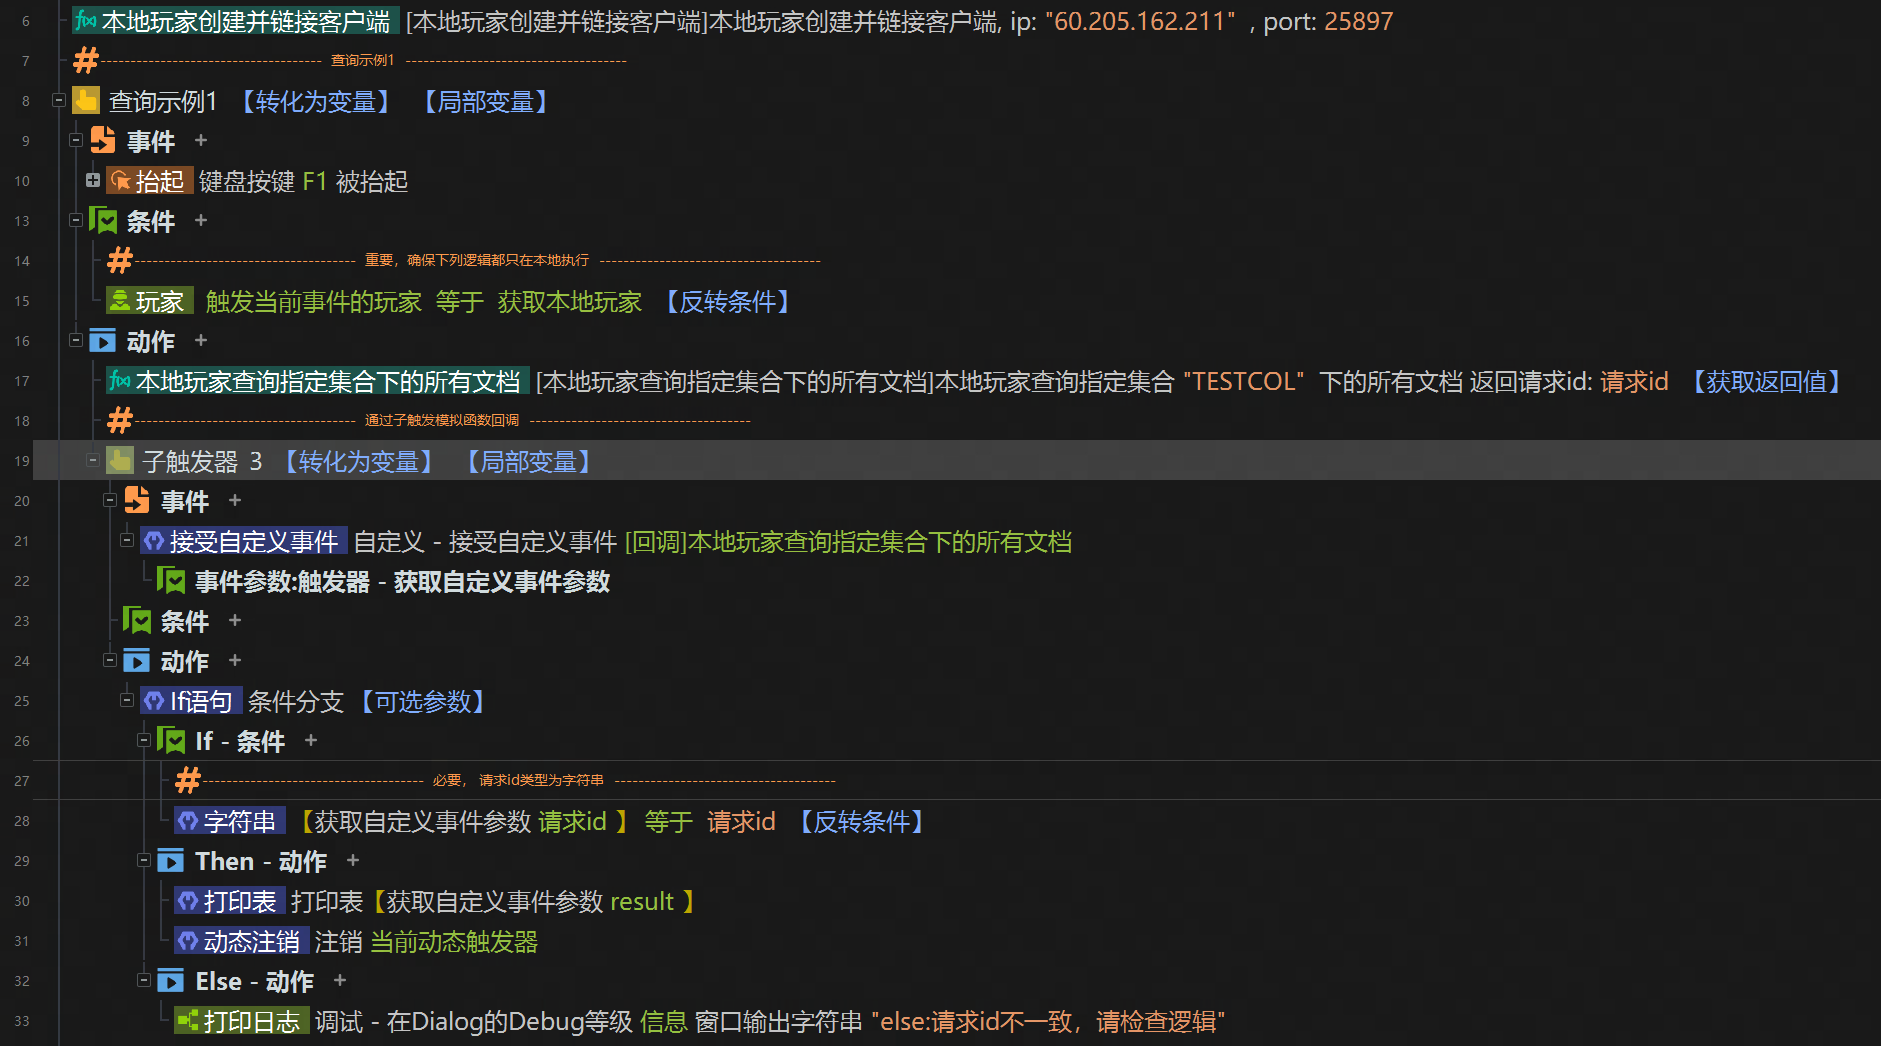 6 本地玩家创建并链接客户端 [本地玩家创建并链接客户端]本地玩家创建并链接客户端, ip: "60.205.162.211" , port: 25897
7 #------------------------------------- 查询示例1 -------------------------------------
8 查询示例1 【转化为变量】 【局部变量】
9 事件 +
10 抬起 键盘按键 F1 被抬起
13 条件 +
14 #------------------------------------- 重要，确保下列逻辑都只在本地执行 -------------------------------------
15 玩家 触发当前事件的玩家 等于 获取本地玩家 【反转条件】
16 动作 +
17 本地玩家查询指定集合下的所有文档 [本地玩家查询指定集合下的所有文档]本地玩家查询指定集合 "TESTCOL" 下的所有文档 返回请求id: 请求id 【获取返回值】
18 #------------------------------------- 通过子触发模拟函数回调 -------------------------------------
19 子触发器 3 【转化为变量】 【局部变量】
20 事件 +
21 接受自定义事件 自定义 - 接受自定义事件 [回调]本地玩家查询指定集合下的所有文档
22 事件参数:触发器 - 获取自定义事件参数
23 条件 +
24 动作 +
25 If语句 条件分支 【可选参数】
26 If - 条件 +
27 #------------------------------------- 必要， 请求id类型为字符串 -------------------------------------
28 字符串 【获取自定义事件参数 请求id 】 等于 请求id 【反转条件】
29 Then - 动作 +
30 打印表 打印表【获取自定义事件参数 result 】
31 动态注销 注销 当前动态触发器
32 Else - 动作 +
33 打印日志 调试 - 在Dialog的Debug等级 信息 窗口输出字符串 "else:请求id不一致，请检查逻辑"